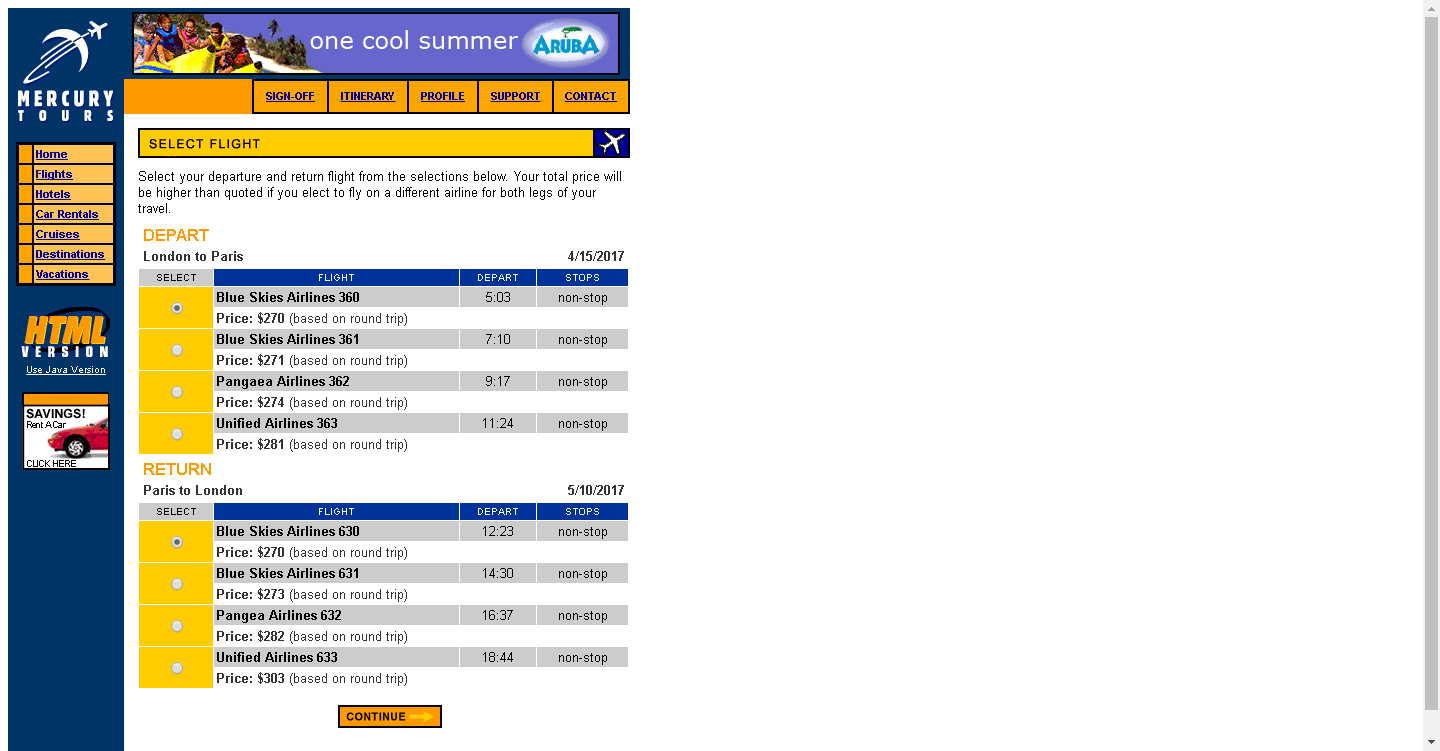 one cool summer ARUBA
MERCURY
TOURS
SIGN-OFF ITINERARY PROFILE SUPPORT CONTACT
Home
Flights
Hotels
Car Rentals
Cruises
Destinations
Vacations
HTML
VERSION
Use Java Version
SAVINGS!
Rent A Car
CLICK HERE
SELECT FLIGHT
Select your departure and return flight from the selections below. Your total price will
be higher than quoted if you elect to fly on a different airline for both legs of your
travel.
DEPART
London to Paris 4/15/2017
SELECT FLIGHT DEPART STOPS
Blue Skies Airlines 360 5:03 non-stop
Price: $270 (based on round trip)
Blue Skies Airlines 361 7:10 non-stop
Price: $271 (based on round trip)
Pangaea Airlines 362 9:17 non-stop
Price: $274 (based on round trip)
Unified Airlines 363 11:24 non-stop
Price: $281 (based on round trip)
RETURN
Paris to London 5/10/2017
SELECT FLIGHT DEPART STOPS
Blue Skies Airlines 630 12:23 non-stop
Price: $270 (based on round trip)
Blue Skies Airlines 631 14:30 non-stop
Price: $273 (based on round trip)
Pangea Airlines 632 16:37 non-stop
Price: $282 (based on round trip)
Unified Airlines 633 18:44 non-stop
Price: $303 (based on round trip)
CONTINUE